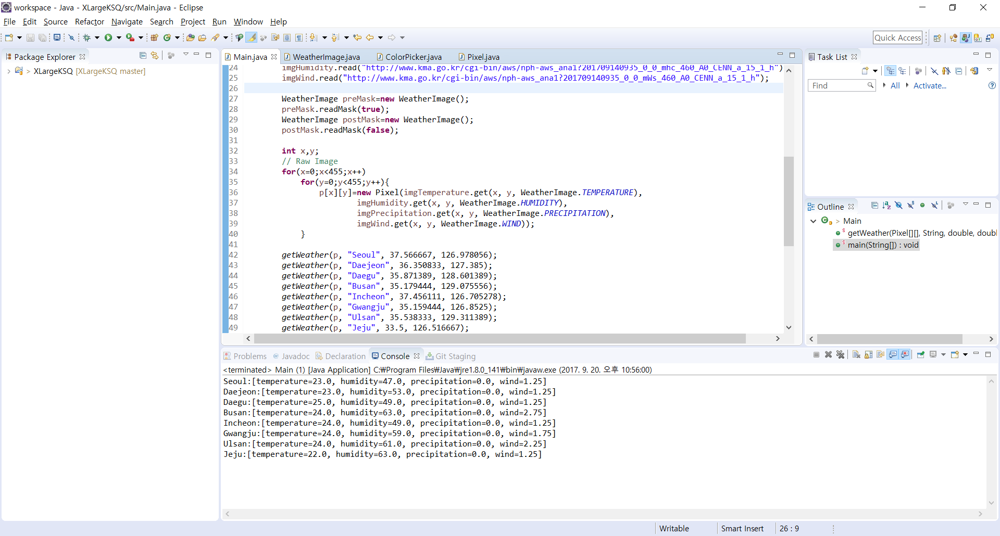 workspace - Java - XLargeKSQ/src/Main.java - Eclipse
File Edit Source Refactor Navigate Search Project Run Window Help
Quick Access
Package Explorer
XLargeKSQ [XLargeKSQ master]
Main.java WeatherImage.java ColorPicker.java Pixel.java
24 imgHumidity.read("http://www.kma.go.kr/cgi-bin/aws/nph-aws_ana1?201709140935_0_0_mhc_460_A0_CENN_a_15_1_h")
25 imgWind.read("http://www.kma.go.kr/cgi-bin/aws/nph-aws_ana1?201709140935_0_0_mWs_460_A0_CENN_a_15_1_h");
26
27 WeatherImage preMask=new WeatherImage();
28 preMask.readMask(true);
29 WeatherImage postMask=new WeatherImage();
30 postMask.readMask(false);
31
32 int x,y;
33 // Raw Image
34 for(x=0;x<455;x++)
35 for(y=0;y<455;y++){
36 p[x][y]=new Pixel(imgTemperature.get(x, y, WeatherImage.TEMPERATURE),
37 imgHumidity.get(x, y, WeatherImage.HUMIDITY),
38 imgPrecipitation.get(x, y, WeatherImage.PRECIPITATION),
39 imgWind.get(x, y, WeatherImage.WIND));
40 }
41
42 getWeather(p, "Seoul", 37.566667, 126.978056);
43 getWeather(p, "Daejeon", 36.350833, 127.385);
44 getWeather(p, "Daegu", 35.871389, 128.601389);
45 getWeather(p, "Busan", 35.179444, 129.075556);
46 getWeather(p, "Incheon", 37.456111, 126.705278);
47 getWeather(p, "Gwangju", 35.159444, 126.8525);
48 getWeather(p, "Ulsan", 35.538333, 129.311389);
49 getWeather(p, "Jeju", 33.5, 126.516667);
Task List
Find All Activate...
Outline
Main
getWeather(Pixel[][], String, double, doubl
main(String[]) : void
Problems @ Javadoc Declaration Console Git Staging
<terminated> Main (1) [Java Application] C:₩Program Files₩Java₩jre1.8.0_141₩bin₩javaw.exe (2017. 9. 20. 오후 10:56:00)
Seoul:[temperature=23.0, humidity=47.0, precipitation=0.0, wind=1.25]
Daejeon:[temperature=23.0, humidity=53.0, precipitation=0.0, wind=1.25]
Daegu:[temperature=25.0, humidity=49.0, precipitation=0.0, wind=1.25]
Busan:[temperature=24.0, humidity=63.0, precipitation=0.0, wind=2.75]
Incheon:[temperature=24.0, humidity=49.0, precipitation=0.0, wind=1.25]
Gwangju:[temperature=24.0, humidity=59.0, precipitation=0.0, wind=1.75]
Ulsan:[temperature=24.0, humidity=61.0, precipitation=0.0, wind=2.25]
Jeju:[temperature=22.0, humidity=63.0, precipitation=0.0, wind=1.25]
Writable Smart Insert 26 : 9